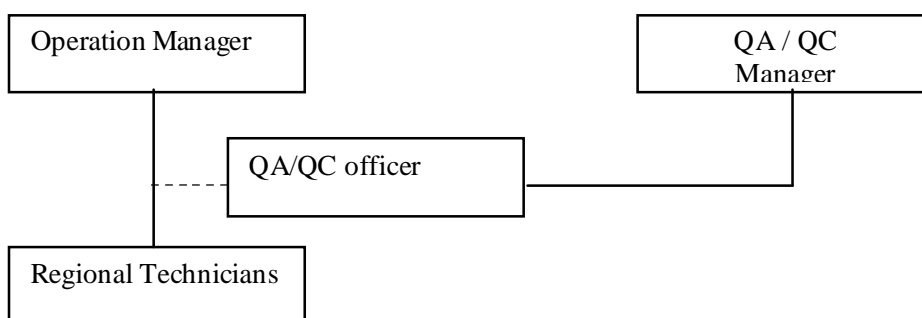 Operation Manager
QA / QC
Manager
QA/QC officer
Regional Technicians